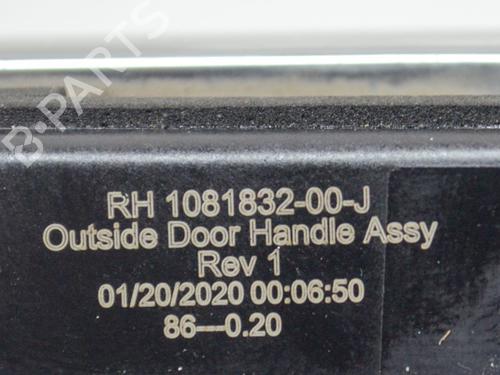 B-PARTS
RH 1081832-00-J
Outside Door Handle Assy
Rev 1
01/20/2020 00:06:50
86---0.20